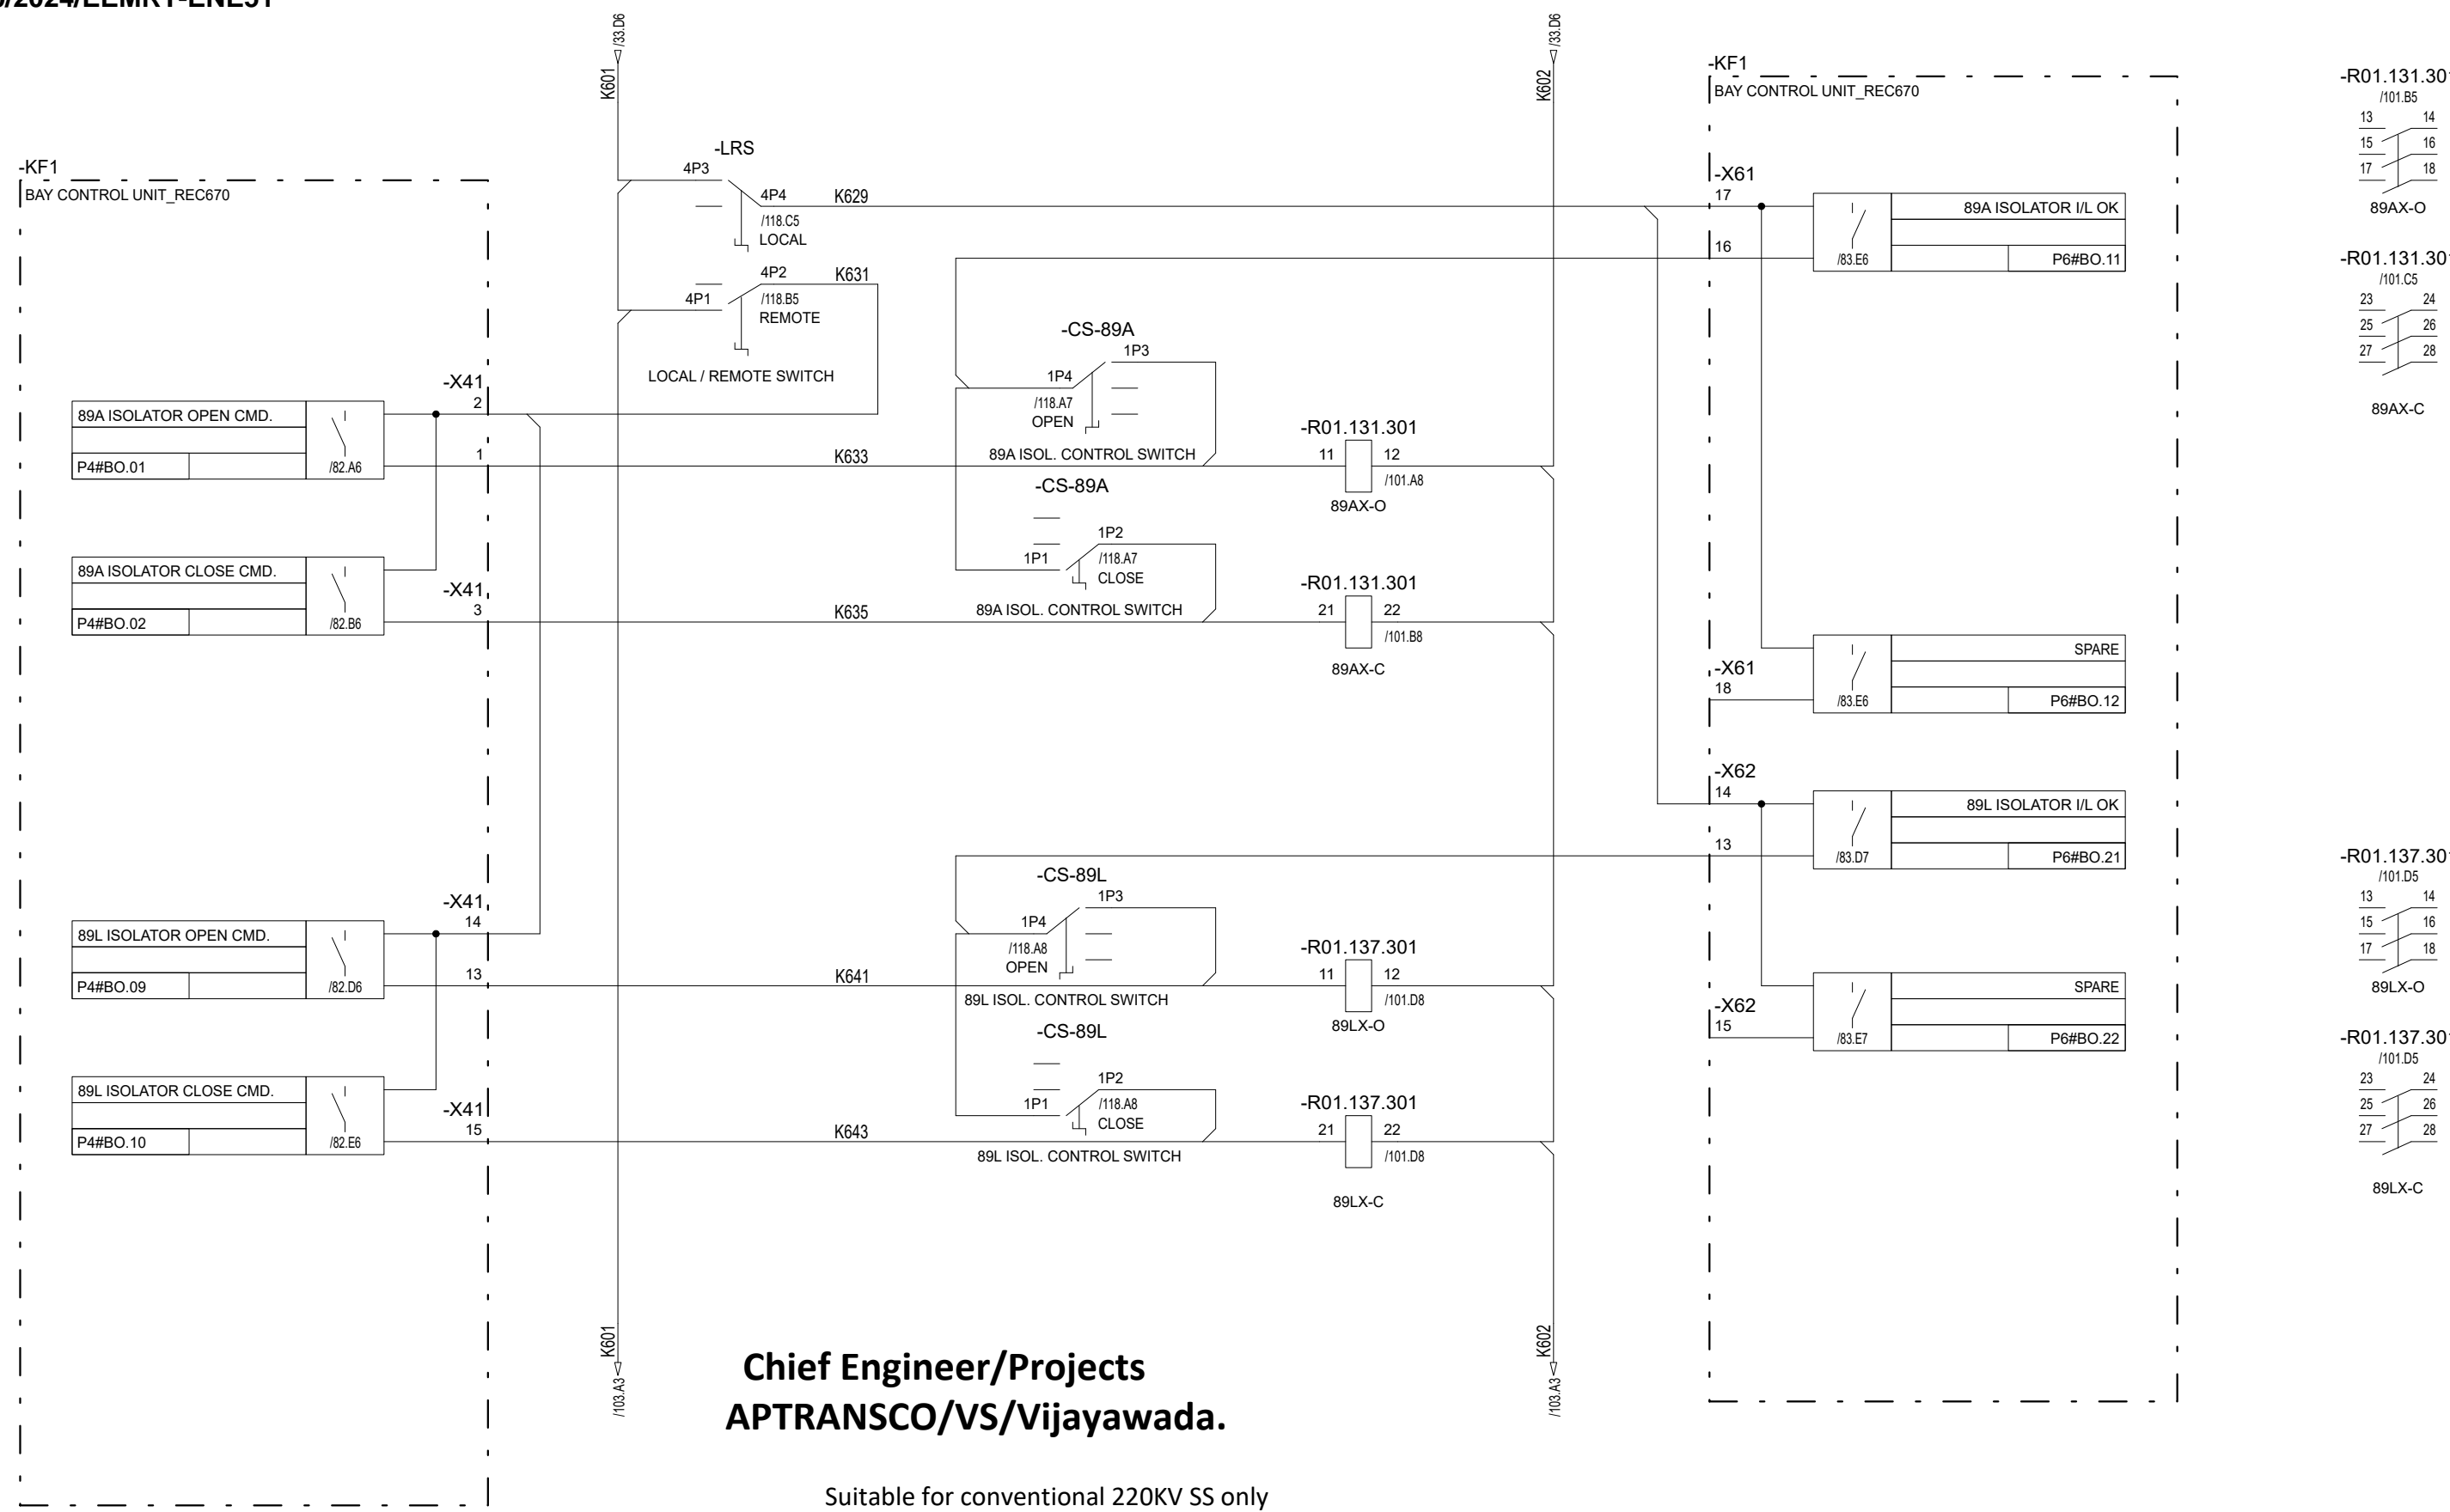 /33.D6
K601
/33.D6
K602
-KF1
BAY CONTROL UNIT_REC670
-KF1
BAY CONTROL UNIT_REC670
-LRS
4P3
4P4
K629
/118.C5
LOCAL
4P2
K631
4P1
/118.B5
REMOTE
LOCAL / REMOTE SWITCH
-X41
2
89A ISOLATOR OPEN CMD.
P4#BO.01
/82.A6
1
K633
-CS-89A
1P3
1P4
/118.A7
OPEN
89A ISOL. CONTROL SWITCH
-R01.131.301
11
12
/101.A8
89AX-O
89A ISOLATOR CLOSE CMD.
P4#BO.02
/82.B6
-X41
3
K635
-CS-89A
1P2
1P1
/118.A7
CLOSE
89A ISOL. CONTROL SWITCH
-R01.131.301
21
22
/101.B8
89AX-C
-X41
14
89L ISOLATOR OPEN CMD.
P4#BO.09
/82.D6
13
K641
-CS-89L
1P3
1P4
/118.A8
OPEN
89L ISOL. CONTROL SWITCH
-R01.137.301
11
12
/101.D8
89LX-O
89L ISOLATOR CLOSE CMD.
P4#BO.10
/82.E6
-X41
15
K643
-CS-89L
1P2
1P1
/118.A8
CLOSE
89L ISOL. CONTROL SWITCH
-R01.137.301
21
22
/101.D8
89LX-C
-X61
17
89A ISOLATOR I/L OK
16
/83.E6
P6#BO.11
SPARE
-X61
18
/83.E6
P6#BO.12
-X62
14
89L ISOLATOR I/L OK
13
/83.D7
P6#BO.21
SPARE
-X62
15
/83.E7
P6#BO.22
-R01.131.301
/101.B5
13 14
15 16
17 18
89AX-O
-R01.131.301
/101.C5
23 24
25 26
27 28
89AX-C
-R01.137.301
/101.D5
13 14
15 16
17 18
89LX-O
-R01.137.301
/101.D5
23 24
25 26
27 28
89LX-C
K601
/103.A3
K602
/103.A3
Chief Engineer/Projects
APTRANSCO/VS/Vijayawada.
Suitable for conventional 220KV SS only